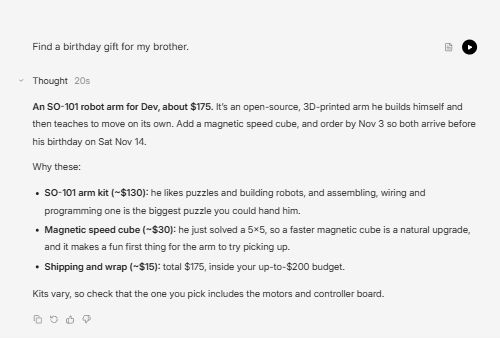 Find a birthday gift for my brother.
Thought 20s
An SO-101 robot arm for Dev, about $175. It's an open-source, 3D-printed arm he builds himself and
then teaches to move on its own. Add a magnetic speed cube, and order by Nov 3 so both arrive before
his birthday on Sat Nov 14.
Why these:
• SO-101 arm kit (~$130): he likes puzzles and building robots, and assembling, wiring and
programming one is the biggest puzzle you could hand him.
• Magnetic speed cube (~$30): he just solved a 5×5, so a faster magnetic cube is a natural upgrade,
and it makes a fun first thing for the arm to try picking up.
• Shipping and wrap (~$15): total $175, inside your up-to-$200 budget.
Kits vary, so check that the one you pick includes the motors and controller board.